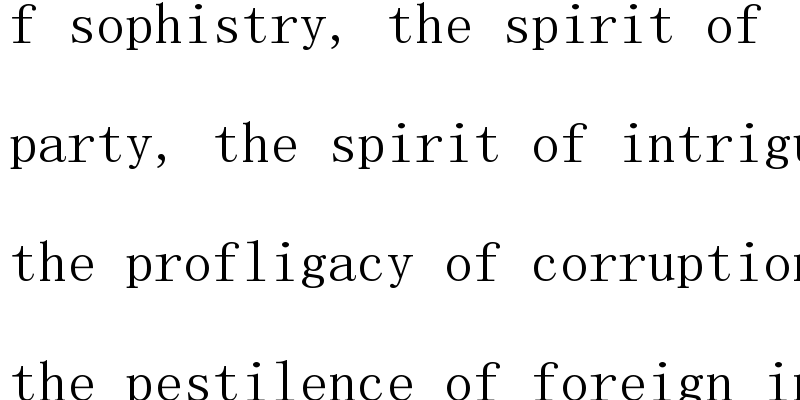 f sophistry, the spirit of
party, the spirit of intrigu
the profligacy of corruption
the pestilence of foreign in